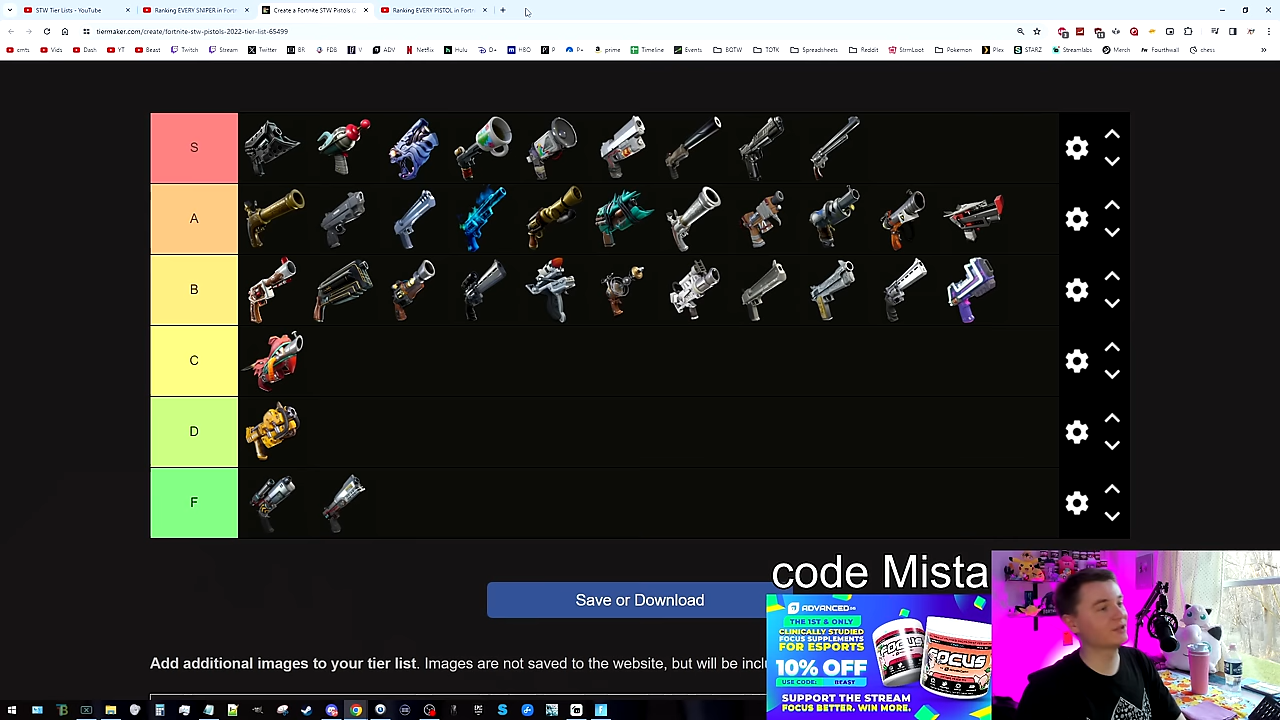 STW Tier Lists - YouTube
Ranking EVERY SNIPER in Fortn
Create a Fortnite STW Pistols (2
Ranking EVERY PISTOL in Fortn
tiermaker.com/create/fortnite-stw-pistols-2022-tier-list-65499
cmts
Vids
Dash
YT
Beast
Twitch
Stream
Twitter
BR
FDB
V
ADV
Netflix
Hulu
D+
HBO
P
P+
prime
Timeline
Events
BOTW
TOTK
Spreadsheets
Reddit
StrmLoot
Pokemon
Plex
STARZ
Streamlabs
Merch
Fourthwall
chess
S
A
B
C
D
F
Save or Download
code Mista
ADVANCED
THE 1ST & ONLY
CLINICALLY STUDIED
FOCUS SUPPLEMENTS
FOR ESPORTS
10% OFF
USE CODE: BEAST
SUPPORT THE STREAM
FOCUS BETTER. WIN MORE.
FOCUS
FOCUS
Add additional images to your tier list. Images are not saved to the website, but will be inclu